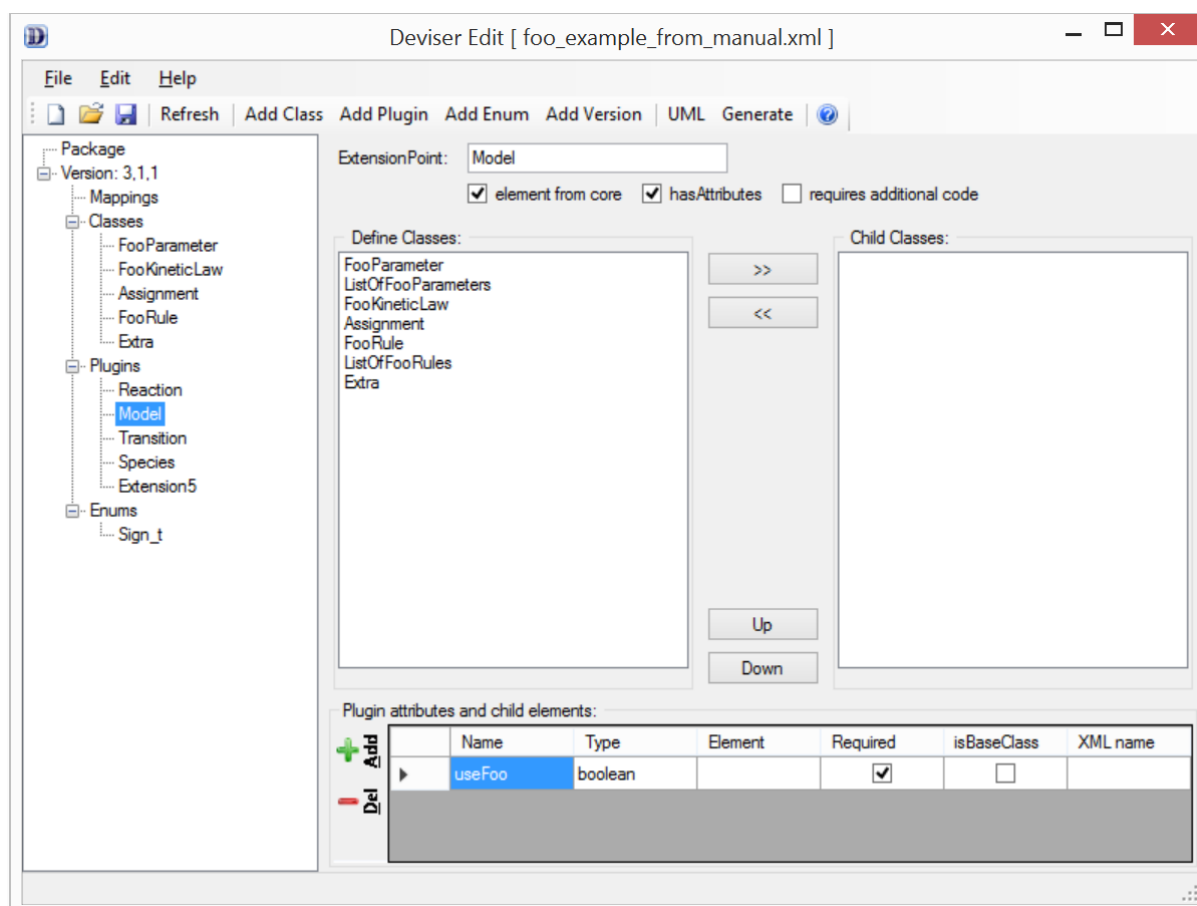 Deviser Edit [ foo_example_from_manual.xml ]
File Edit Help
Refresh Add Class Add Plugin Add Enum Add Version UML Generate
Package
Version: 3,1,1
Mappings
Classes
FooParameter
FooKineticLaw
Assignment
FooRule
Extra
Plugins
Reaction
Model
Transition
Species
Extension5
Enums
Sign_t
ExtensionPoint: Model
element from core hasAttributes requires additional code
Define Classes:
FooParameter
ListOfFooParameters
FooKineticLaw
Assignment
FooRule
ListOfFooRules
Extra
>>
<<
Up
Down
Child Classes:
Plugin attributes and child elements:
Add
Del
Name Type Element Required isBaseClass XML name
useFoo boolean